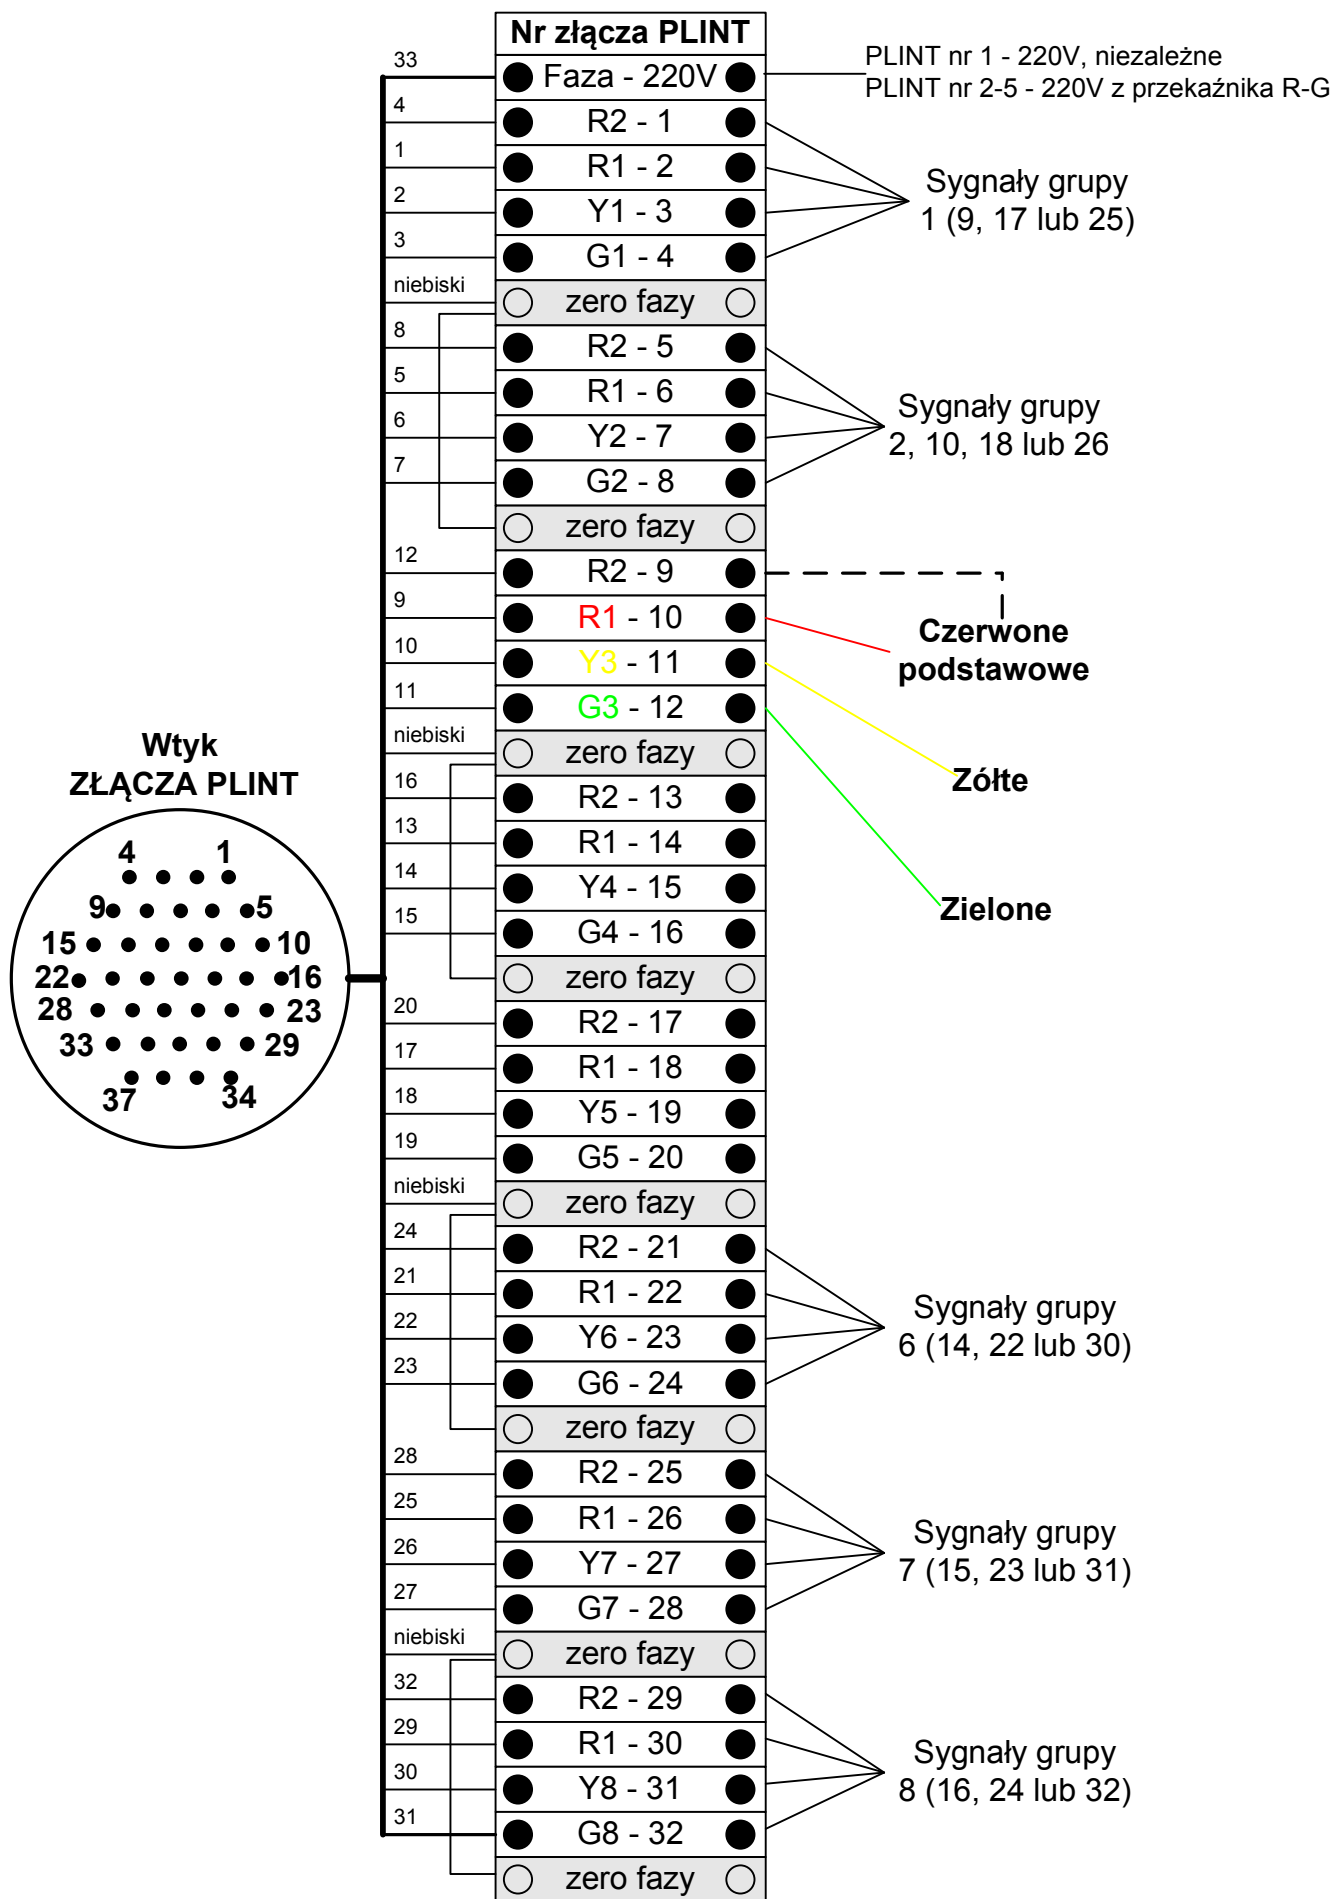 Nr złącza PLINT
33
Faza - 220V
PLINT nr 1 - 220V, niezależne
PLINT nr 2-5 - 220V z przekaźnika R-G
4
R2 - 1
1
R1 - 2
2
Y1 - 3
3
G1 - 4
Sygnały grupy
1 (9, 17 lub 25)
niebiski
zero fazy
8
R2 - 5
5
R1 - 6
6
Y2 - 7
7
G2 - 8
Sygnały grupy
2, 10, 18 lub 26
zero fazy
12
R2 - 9
9
R1 - 10
Czerwone
podstawowe
10
Y3 - 11
11
G3 - 12
niebiski
zero fazy
Zółte
16
R2 - 13
13
R1 - 14
14
Y4 - 15
15
G4 - 16
Zielone
zero fazy
Wtyk
ZŁĄCZA PLINT
4 1
9 5
15 10
22 16
28 23
33 29
37 34
20
R2 - 17
17
R1 - 18
18
Y5 - 19
19
G5 - 20
niebiski
zero fazy
24
R2 - 21
21
R1 - 22
22
Y6 - 23
23
G6 - 24
Sygnały grupy
6 (14, 22 lub 30)
zero fazy
28
R2 - 25
25
R1 - 26
26
Y7 - 27
27
G7 - 28
Sygnały grupy
7 (15, 23 lub 31)
niebiski
zero fazy
32
R2 - 29
29
R1 - 30
30
Y8 - 31
31
G8 - 32
Sygnały grupy
8 (16, 24 lub 32)
zero fazy